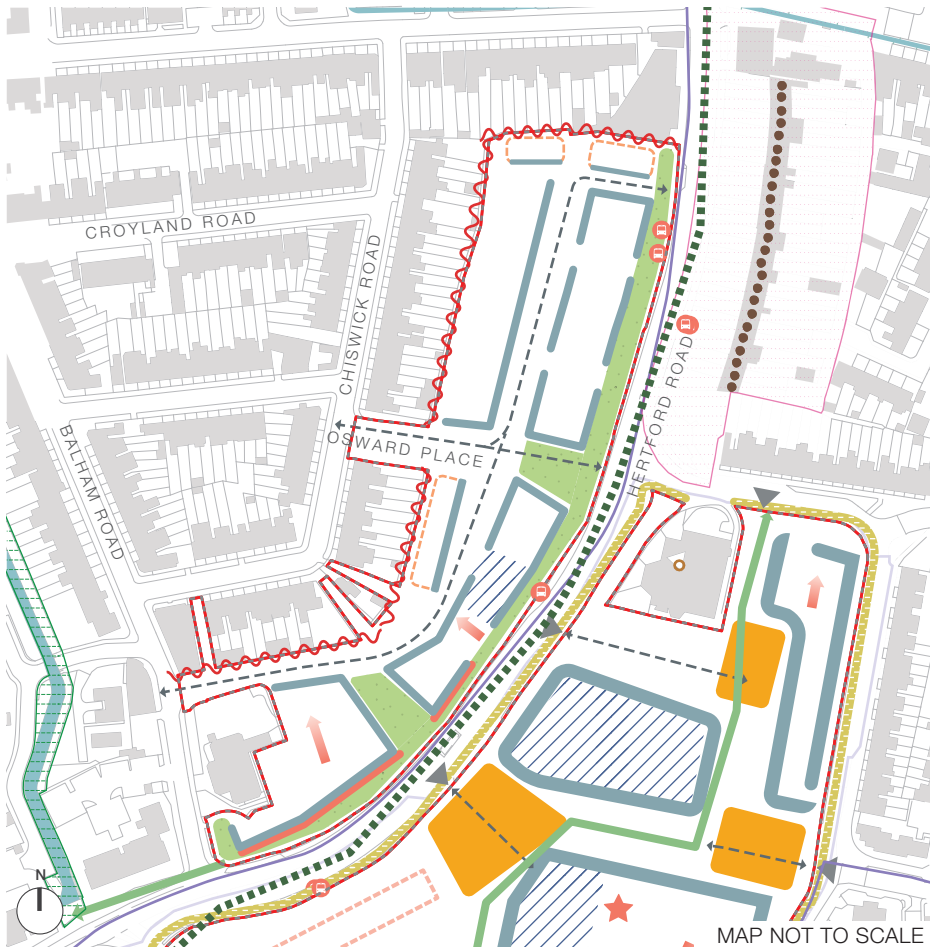 CROYLAND ROAD
CHISWICK ROAD
HERTFORD ROAD
OSWARD PLACE
BALHAM ROAD
N
MAP NOT TO SCALE